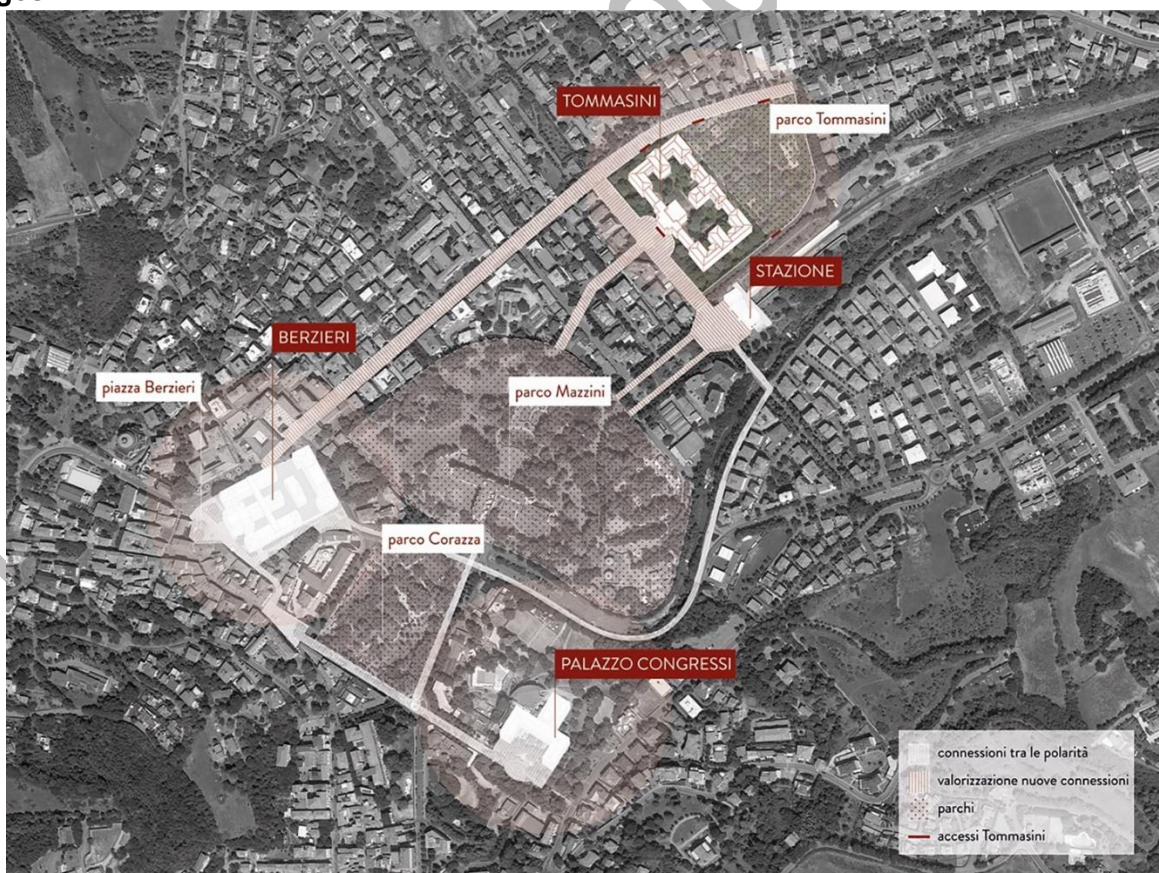 TOMMASINI
parco Tommasini
STAZIONE
BERZIERI
piazza Berzieri
parco Mazzini
parco Corazza
PALAZZO CONGRESSI
connessioni tra le polarità
valorizzazione nuove connessioni
parchi
accessi Tommasini